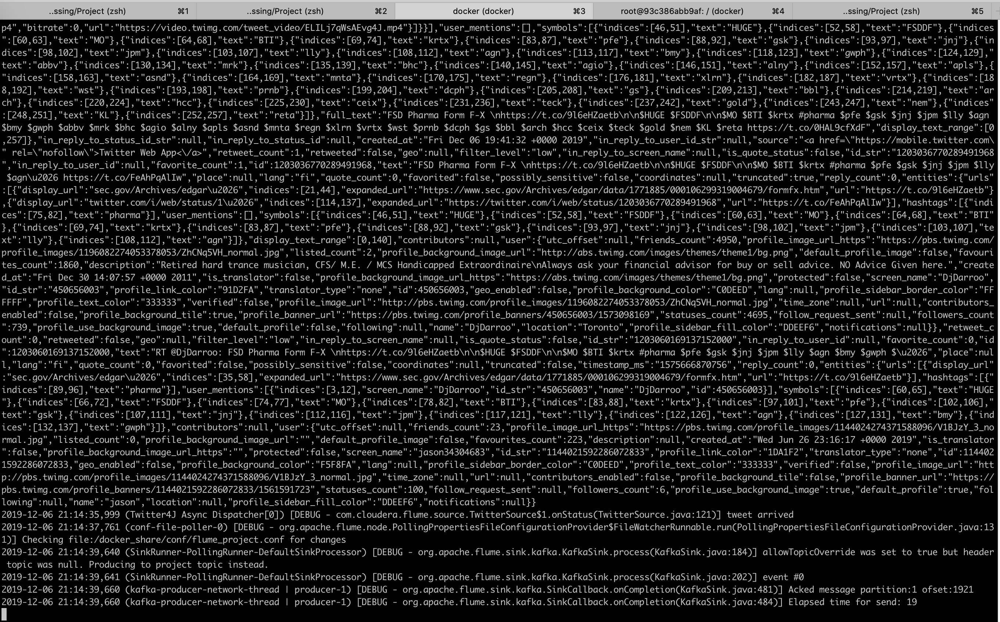 ..ssing/Project (zsh) ⌘1 ..ssing/Project (zsh) ⌘2 docker (docker) ⌘3 root@93c386abb9af: / (docker) ⌘4 ..ssing/Project (zsh) ⌘5
p4","bitrate":0,"url":"https://video.twimg.com/tweet_video/ELILj7qWsAEvg4J.mp4"}]}}],"user_mentions":[],"symbols":[{"indices":[46,51],"text":"HUGE"},{"indices":[52,58],"text":"FSDDF"},{"indices
":[60,63],"text":"MO"},{"indices":[64,68],"text":"BTI"},{"indices":[69,74],"text":"krtx"},{"indices":[83,87],"text":"pfe"},{"indices":[88,92],"text":"gsk"},{"indices":[93,97],"text":"jnj"},{"in
dices":[98,102],"text":"jpm"},{"indices":[103,107],"text":"lly"},{"indices":[108,112],"text":"agn"},{"indices":[113,117],"text":"bmy"},{"indices":[118,123],"text":"gwph"},{"indices":[124,129],"
text":"abbv"},{"indices":[130,134],"text":"mrk"},{"indices":[135,139],"text":"bhc"},{"indices":[140,145],"text":"agio"},{"indices":[146,151],"text":"alny"},{"indices":[152,157],"text":"apls"},{
"indices":[158,163],"text":"asnd"},{"indices":[164,169],"text":"mnta"},{"indices":[170,175],"text":"regn"},{"indices":[176,181],"text":"xlrn"},{"indices":[182,187],"text":"vrtx"},{"indices":[18
8,192],"text":"wst"},{"indices":[193,198],"text":"prnb"},{"indices":[199,204],"text":"dcph"},{"indices":[205,208],"text":"gs"},{"indices":[209,213],"text":"bbl"},{"indices":[214,219],"text":"ar
ch"},{"indices":[220,224],"text":"hcc"},{"indices":[225,230],"text":"ceix"},{"indices":[231,236],"text":"teck"},{"indices":[237,242],"text":"gold"},{"indices":[243,247],"text":"nem"},{"indices"
:[248,251],"text":"KL"},{"indices":[252,257],"text":"reta"}]},"full_text":"FSD Pharma Form F-X \nhttps://t.co/9l6eHZaetb\n\n$HUGE $FSDDF\n\n$MO $BTI $krtx #pharma $pfe $gsk $jnj $jpm $lly $agn
$bmy $gwph $abbv $mrk $bhc $agio $alny $apls $asnd $mnta $regn $xlrn $vrtx $wst $prnb $dcph $gs $bbl $arch $hcc $ceix $teck $gold $nem $KL $reta https://t.co/0HAL9cfXdF","display_text_range":[0
,257]},"in_reply_to_status_id_str":null,"in_reply_to_status_id":null,"created_at":"Fri Dec 06 19:41:32 +0000 2019","in_reply_to_user_id_str":null,"source":"<a href=\"https://mobile.twitter.com\
" rel=\"nofollow\">Twitter Web App<\/a>","retweet_count":1,"retweeted":false,"geo":null,"filter_level":"low","in_reply_to_screen_name":null,"is_quote_status":false,"id_str":"1203036770289491968
","in_reply_to_user_id":null,"favorite_count":1,"id":1203036770289491968,"text":"FSD Pharma Form F-X \nhttps://t.co/9l6eHZaetb\n\n$HUGE $FSDDF\n\n$MO $BTI $krtx #pharma $pfe $gsk $jnj $jpm $lly
 $agn\u2026 https://t.co/FeAhPqAlIw","place":null,"lang":"fi","quote_count":0,"favorited":false,"possibly_sensitive":false,"coordinates":null,"truncated":true,"reply_count":0,"entities":{"urls"
:[{"display_url":"sec.gov/Archives/edgar\u2026","indices":[21,44],"expanded_url":"https://www.sec.gov/Archives/edgar/data/1771885/000106299319004679/formfx.htm","url":"https://t.co/9l6eHZaetb"}
,{"display_url":"twitter.com/i/web/status/1\u2026","indices":[114,137],"expanded_url":"https://twitter.com/i/web/status/1203036770289491968","url":"https://t.co/FeAhPqAlIw"}],"hashtags":[{"indi
ces":[75,82],"text":"pharma"}],"user_mentions":[],"symbols":[{"indices":[46,51],"text":"HUGE"},{"indices":[52,58],"text":"FSDDF"},{"indices":[60,63],"text":"MO"},{"indices":[64,68],"text":"BTI"
},{"indices":[69,74],"text":"krtx"},{"indices":[83,87],"text":"pfe"},{"indices":[88,92],"text":"gsk"},{"indices":[93,97],"text":"jnj"},{"indices":[98,102],"text":"jpm"},{"indices":[103,107],"te
xt":"lly"},{"indices":[108,112],"text":"agn"}]},"display_text_range":[0,140],"contributors":null,"user":{"utc_offset":null,"friends_count":4950,"profile_image_url_https":"https://pbs.twimg.com/
profile_images/1196082274053378053/ZhCNq5VH_normal.jpg","listed_count":2,"profile_background_image_url":"http://abs.twimg.com/images/themes/theme1/bg.png","default_profile_image":false,"favouri
tes_count":1860,"description":"Retired hard trance musician, CFS/ M.E. / MCS Handicapped Extraordinaire\nAlways ask your financial advisor for buy or sell advice. NO Advice Given here.","create
d_at":"Fri Dec 30 14:07:57 +0000 2011","is_translator":false,"profile_background_image_url_https":"https://abs.twimg.com/images/themes/theme1/bg.png","protected":false,"screen_name":"DjDarroo",
"id_str":"450656003","profile_link_color":"91D2FA","translator_type":"none","id":450656003,"geo_enabled":false,"profile_background_color":"C0DEED","lang":null,"profile_sidebar_border_color":"FF
FFFF","profile_text_color":"333333","verified":false,"profile_image_url":"http://pbs.twimg.com/profile_images/1196082274053378053/ZhCNq5VH_normal.jpg","time_zone":null,"url":null,"contributors_
enabled":false,"profile_background_tile":true,"profile_banner_url":"https://pbs.twimg.com/profile_banners/450656003/1573098169","statuses_count":4695,"follow_request_sent":null,"followers_count
":739,"profile_use_background_image":true,"default_profile":false,"following":null,"name":"DjDarroo","location":"Toronto","profile_sidebar_fill_color":"DDEEF6","notifications":null}},"retweet_c
ount":0,"retweeted":false,"geo":null,"filter_level":"low","in_reply_to_screen_name":null,"is_quote_status":false,"id_str":"1203060169137152000","in_reply_to_user_id":null,"favorite_count":0,"id
":1203060169137152000,"text":"RT @DjDarroo: FSD Pharma Form F-X \nhttps://t.co/9l6eHZaetb\n\n$HUGE $FSDDF\n\n$MO $BTI $krtx #pharma $pfe $gsk $jnj $jpm $lly $agn $bmy $gwph $\u2026","place":nul
l,"lang":"fi","quote_count":0,"favorited":false,"possibly_sensitive":false,"coordinates":null,"truncated":false,"timestamp_ms":"1575666870756","reply_count":0,"entities":{"urls":[{"display_url"
:"sec.gov/Archives/edgar\u2026","indices":[35,58],"expanded_url":"https://www.sec.gov/Archives/edgar/data/1771885/000106299319004679/formfx.htm","url":"https://t.co/9l6eHZaetb"}],"hashtags":[{"
indices":[89,96],"text":"pharma"}],"user_mentions":[{"indices":[3,12],"screen_name":"DjDarroo","id_str":"450656003","name":"DjDarroo","id":450656003}],"symbols":[{"indices":[60,65],"text":"HUGE
"},{"indices":[66,72],"text":"FSDDF"},{"indices":[74,77],"text":"MO"},{"indices":[78,82],"text":"BTI"},{"indices":[83,88],"text":"krtx"},{"indices":[97,101],"text":"pfe"},{"indices":[102,106],"
text":"gsk"},{"indices":[107,111],"text":"jnj"},{"indices":[112,116],"text":"jpm"},{"indices":[117,121],"text":"lly"},{"indices":[122,126],"text":"agn"},{"indices":[127,131],"text":"bmy"},{"ind
ices":[132,137],"text":"gwph"}]},"contributors":null,"user":{"utc_offset":null,"friends_count":23,"profile_image_url_https":"https://pbs.twimg.com/profile_images/1144024274371588096/V1BJzY_3_no
rmal.jpg","listed_count":0,"profile_background_image_url":"","default_profile_image":false,"favourites_count":223,"description":null,"created_at":"Wed Jun 26 23:16:17 +0000 2019","is_translator
":false,"profile_background_image_url_https":"","protected":false,"screen_name":"jason34304683","id_str":"1144021592286072833","profile_link_color":"1DA1F2","translator_type":"none","id":114402
1592286072833,"geo_enabled":false,"profile_background_color":"F5F8FA","lang":null,"profile_sidebar_border_color":"C0DEED","profile_text_color":"333333","verified":false,"profile_image_url":"htt
p://pbs.twimg.com/profile_images/1144024274371588096/V1BJzY_3_normal.jpg","time_zone":null,"url":null,"contributors_enabled":false,"profile_background_tile":false,"profile_banner_url":"https://
pbs.twimg.com/profile_banners/1144021592286072833/1561591723","statuses_count":100,"follow_request_sent":null,"followers_count":6,"profile_use_background_image":true,"default_profile":true,"fol
lowing":null,"name":"jason","location":null,"profile_sidebar_fill_color":"DDEEF6","notifications":null}}
2019-12-06 21:14:35,999 (Twitter4J Async Dispatcher[0]) [DEBUG - com.cloudera.flume.source.TwitterSource$1.onStatus(TwitterSource.java:121)] tweet arrived
2019-12-06 21:14:37,761 (conf-file-poller-0) [DEBUG - org.apache.flume.node.PollingPropertiesFileConfigurationProvider$FileWatcherRunnable.run(PollingPropertiesFileConfigurationProvider.java:13
1)] Checking file:/docker_share/conf/flume_project.conf for changes
2019-12-06 21:14:39,640 (SinkRunner-PollingRunner-DefaultSinkProcessor) [DEBUG - org.apache.flume.sink.kafka.KafkaSink.process(KafkaSink.java:184)] allowTopicOverride was set to true but header
 topic was null. Producing to project topic instead.
2019-12-06 21:14:39,641 (SinkRunner-PollingRunner-DefaultSinkProcessor) [DEBUG - org.apache.flume.sink.kafka.KafkaSink.process(KafkaSink.java:202)] event #0
2019-12-06 21:14:39,660 (kafka-producer-network-thread | producer-1) [DEBUG - org.apache.flume.sink.kafka.SinkCallback.onCompletion(KafkaSink.java:481)] Acked message partition:1 ofset:1921
2019-12-06 21:14:39,660 (kafka-producer-network-thread | producer-1) [DEBUG - org.apache.flume.sink.kafka.SinkCallback.onCompletion(KafkaSink.java:484)] Elapsed time for send: 19